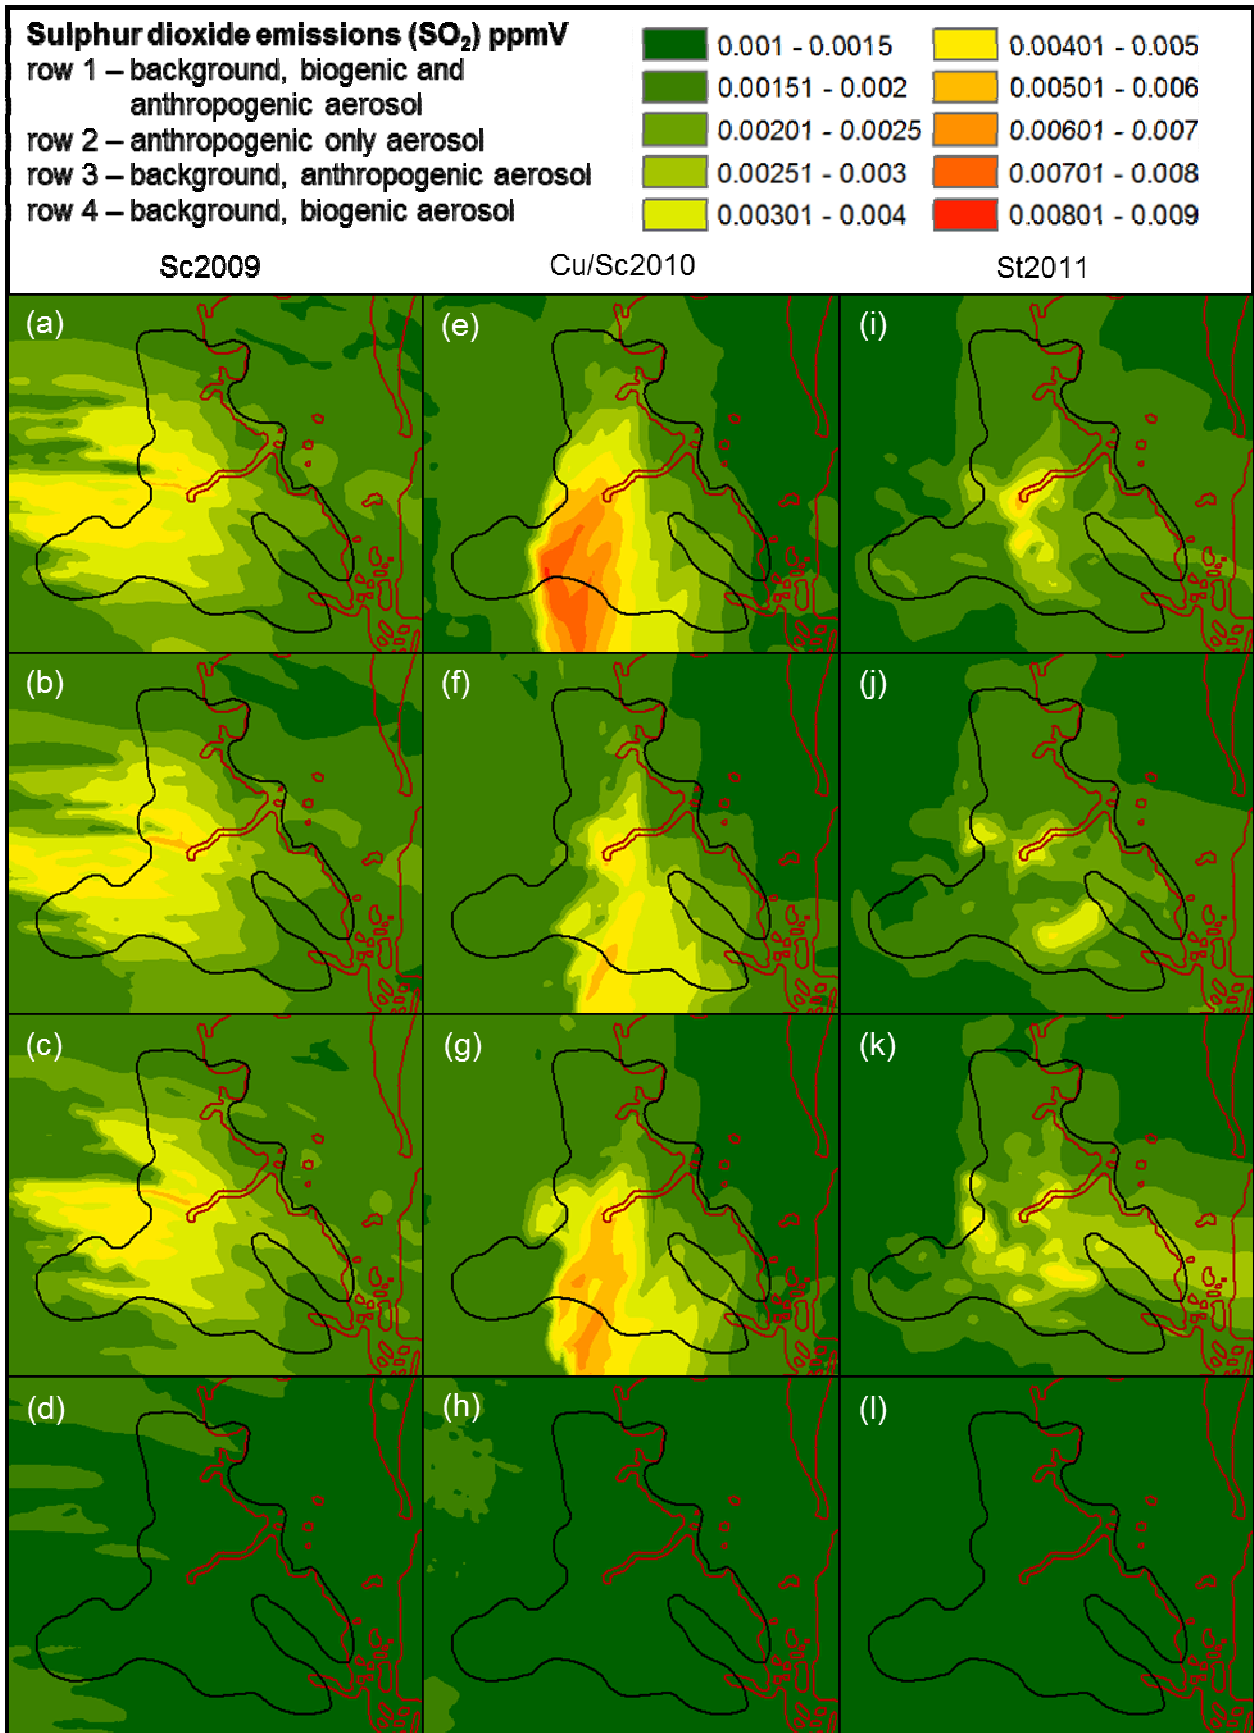 Sulphur dioxide emissions (SO₂) ppmV
row 1 – background, biogenic and
anthropogenic aerosol
row 2 – anthropogenic only aerosol
row 3 – background, anthropogenic aerosol
row 4 – background, biogenic aerosol
0.001 - 0.0015
0.00151 - 0.002
0.00201 - 0.0025
0.00251 - 0.003
0.00301 - 0.004
0.00401 - 0.005
0.00501 - 0.006
0.00601 - 0.007
0.00701 - 0.008
0.00801 - 0.009
Sc2009 Cu/Sc2010 St2011
(a) (e) (i)
(b) (f) (j)
(c) (g) (k)
(d) (h) (l)